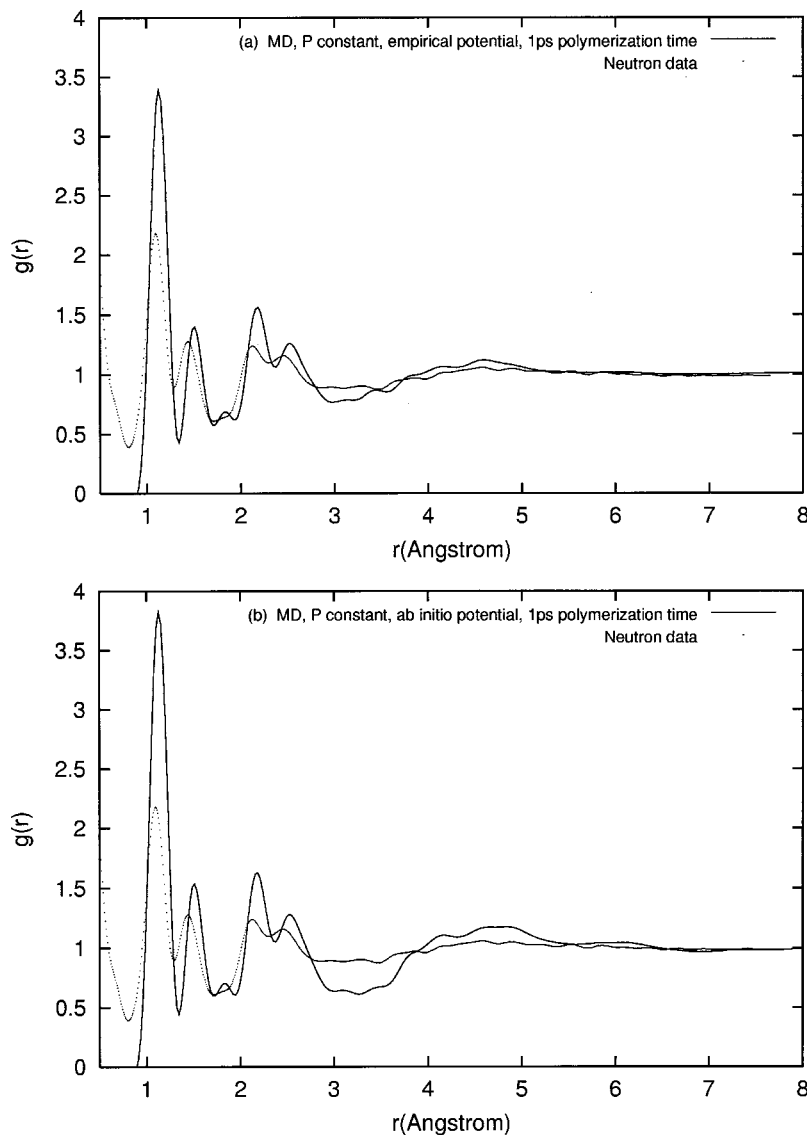 4
(a) MD, P constant, empirical potential, 1ps polymerization time
Neutron data
3.5
3
2.5
g(r)
2
1.5
1
0.5
0
1 2 3 4 5 6 7 8
r(Angstrom)
4
(b) MD, P constant, ab initio potential, 1ps polymerization time
Neutron data
3.5
3
2.5
g(r)
2
1.5
1
0.5
0
1 2 3 4 5 6 7 8
r(Angstrom)